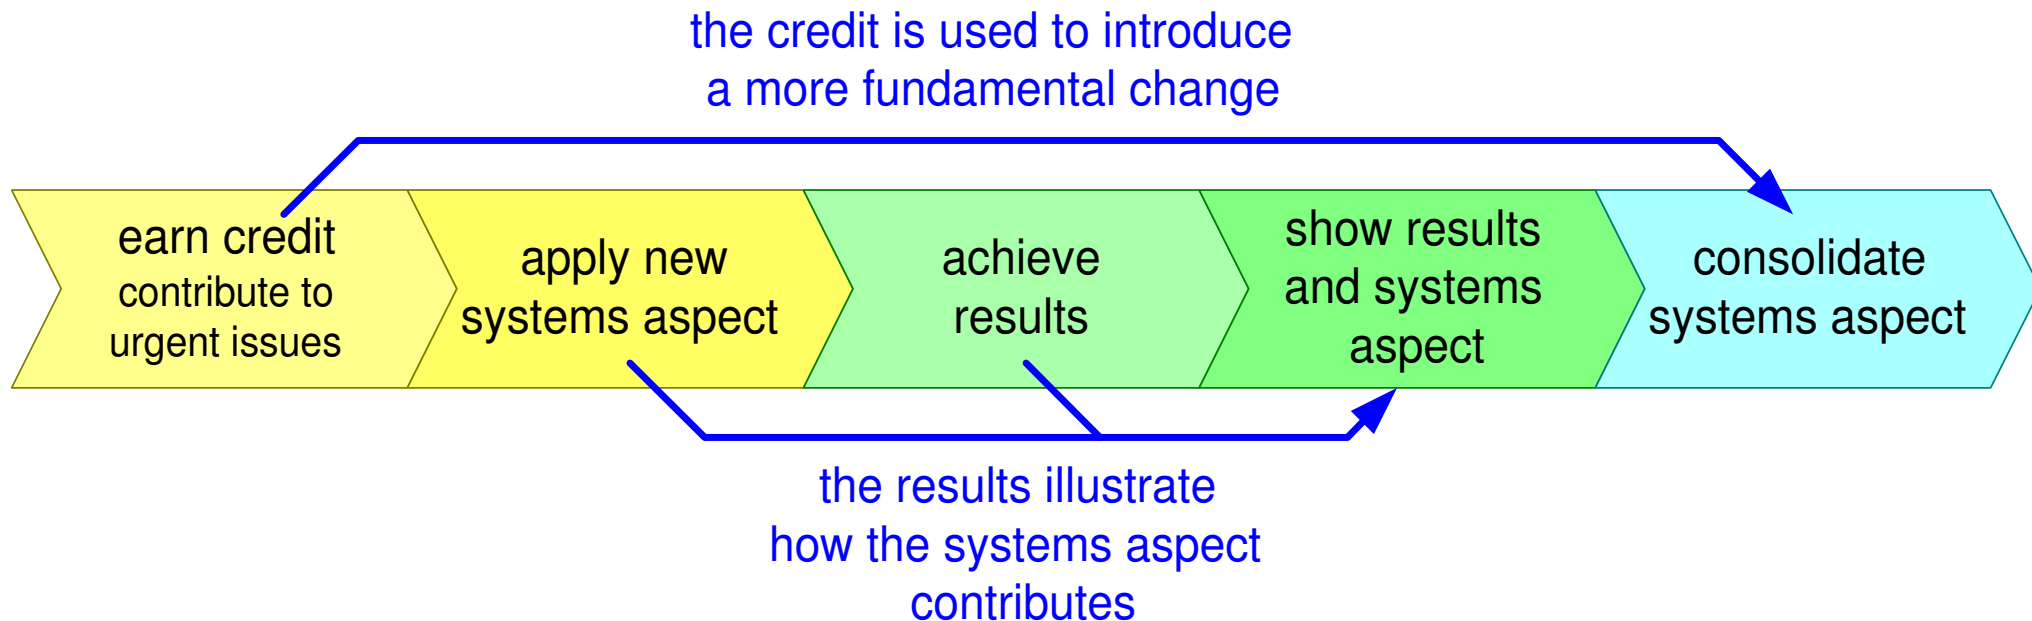 the credit is used to introduce
a more fundamental change
earn credit
contribute to
urgent issues
apply new
systems aspect
achieve
results
show results
and systems
aspect
consolidate
systems aspect
the results illustrate
how the systems aspect
contributes